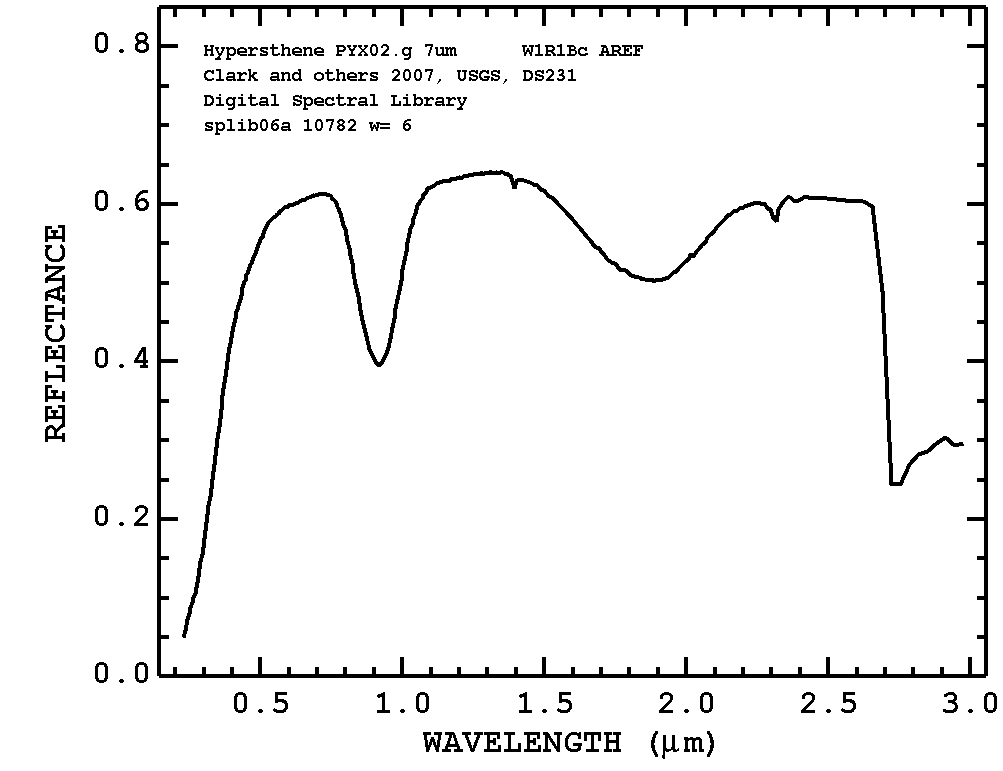 Hypersthene PYX02.g 7um W1R1Bc AREF
Clark and others 2007, USGS, DS231
Digital Spectral Library
splib06a 10782 w= 6
REFLECTANCE
0.8
0.6
0.4
0.2
0.0
0.5 1.0 1.5 2.0 2.5 3.0
WAVELENGTH (μm)